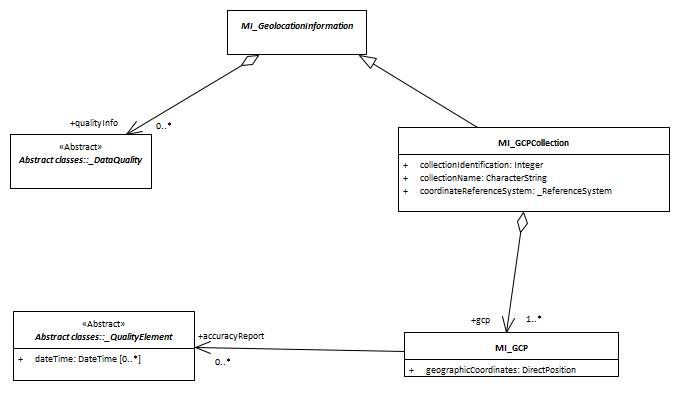 MI_GeolocationInformation
+qualityInfo
0..*
«Abstract»
Abstract classes::_DataQuality
MI_GCPCollection
+ collectionIdentification: Integer
+ collectionName: CharacterString
+ coordinateReferenceSystem: _ReferenceSystem
+gcp
1..*
«Abstract»
Abstract classes::_QualityElement
+ dateTime: DateTime [0..*]
+accuracyReport
0..*
MI_GCP
+ geographicCoordinates: DirectPosition